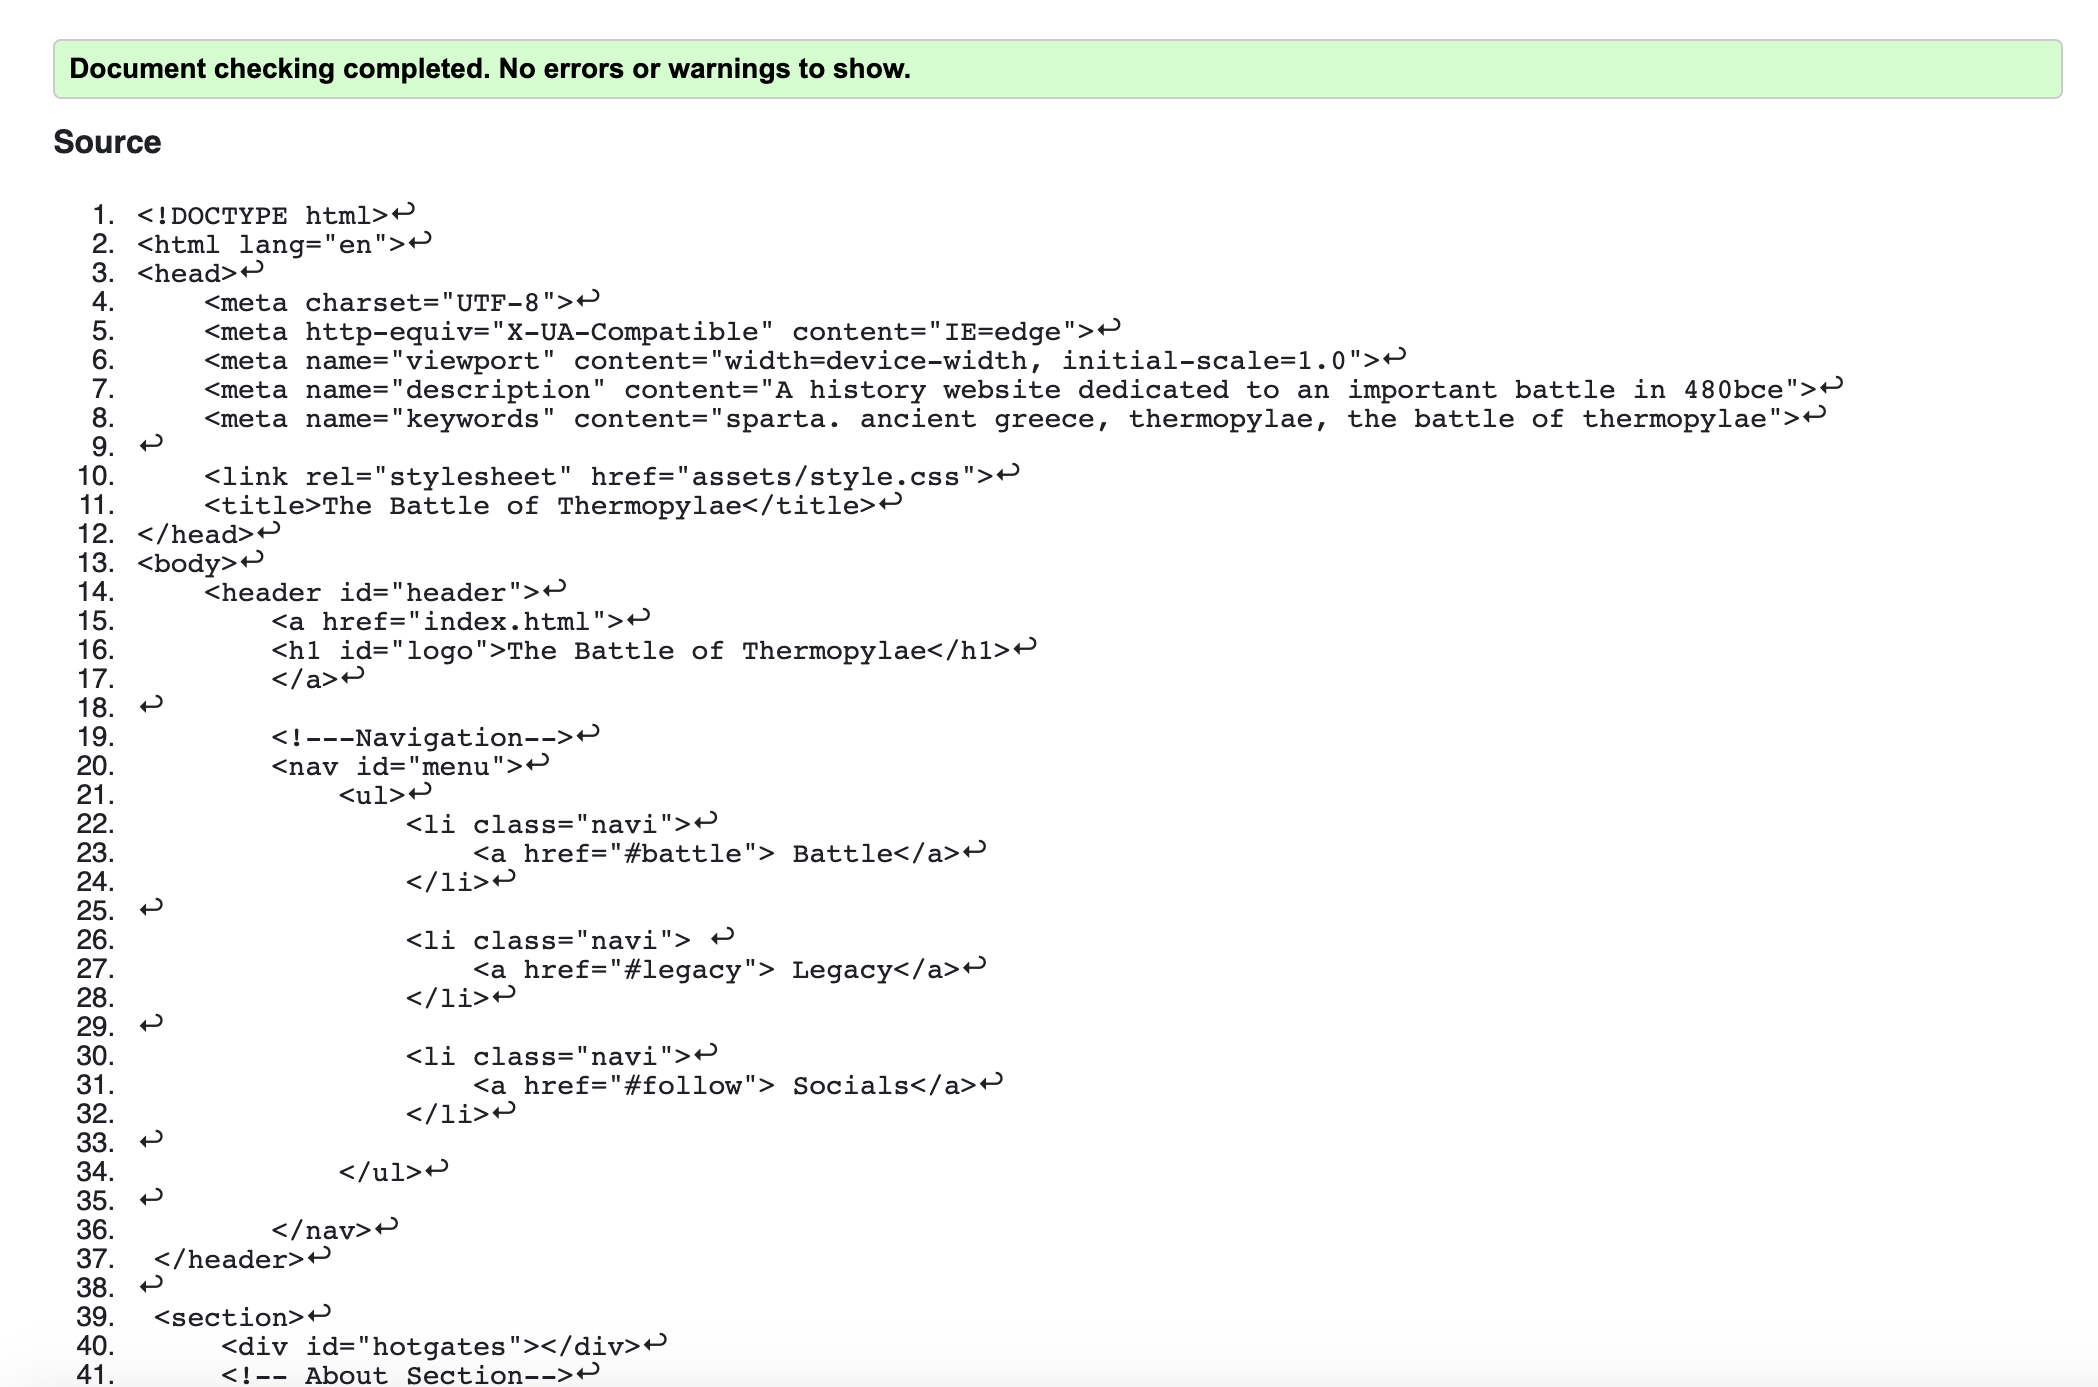 Document checking completed. No errors or warnings to show.
Source
1. <!DOCTYPE html>↩
2. <html lang="en">↩
3. <head>↩
4.     <meta charset="UTF-8">↩
5.     <meta http-equiv="X-UA-Compatible" content="IE=edge">↩
6.     <meta name="viewport" content="width=device-width, initial-scale=1.0">↩
7.     <meta name="description" content="A history website dedicated to an important battle in 480bce">↩
8.     <meta name="keywords" content="sparta. ancient greece, thermopylae, the battle of thermopylae">↩
9. ↩
10.     <link rel="stylesheet" href="assets/style.css">↩
11.     <title>The Battle of Thermopylae</title>↩
12. </head>↩
13. <body>↩
14.     <header id="header">↩
15.         <a href="index.html">↩
16.         <h1 id="logo">The Battle of Thermopylae</h1>↩
17.         </a>↩
18. ↩
19.         <!---Navigation-->↩
20.         <nav id="menu">↩
21.             <ul>↩
22.                 <li class="navi">↩
23.                     <a href="#battle"> Battle</a>↩
24.                 </li>↩
25. ↩
26.                 <li class="navi"> ↩
27.                     <a href="#legacy"> Legacy</a>↩
28.                 </li>↩
29. ↩
30.                 <li class="navi">↩
31.                     <a href="#follow"> Socials</a>↩
32.                 </li>↩
33. ↩
34.             </ul>↩
35. ↩
36.         </nav>↩
37.  </header>↩
38. ↩
39.  <section>↩
40.      <div id="hotgates"></div>↩
41.      <!-- About Section-->↩